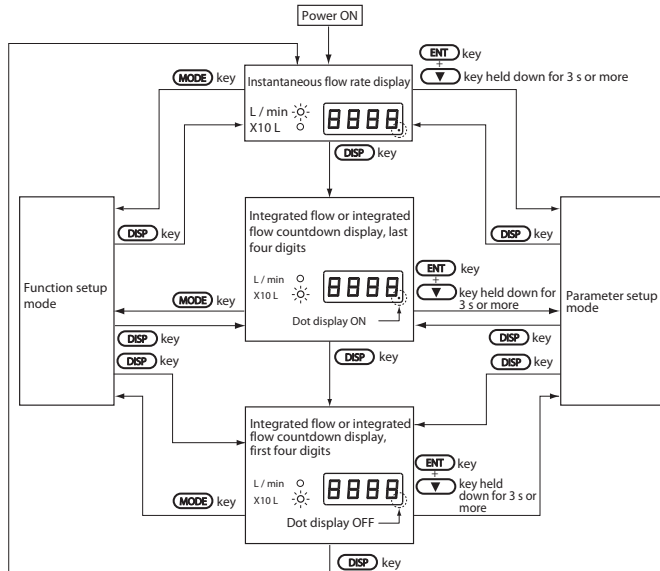 Power ON
MODE key
Instantaneous flow rate display
ENT key
+
▼ key held down for 3 s or more
L / min
X10 L
8888.
DISP key
Function setup
mode
DISP key
Integrated flow or integrated
flow countdown display, last
four digits
L / min
X10 L
8888.
Dot display ON
MODE key
DISP key
ENT key
+
▼ key held down for
3 s or more
Parameter setup
mode
DISP key
DISP key
DISP key
DISP key
DISP key
Integrated flow or integrated
flow countdown display,
first four digits
L / min
X10 L
8888
Dot display OFF
MODE key
ENT key
+
▼ key held
down for 3 s or
more
DISP key